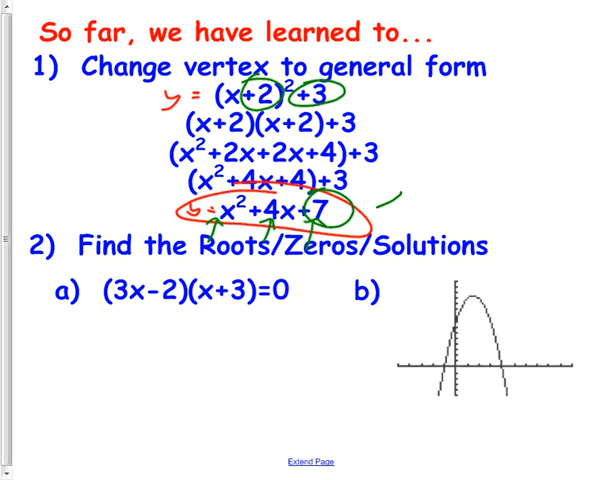 So far, we have learned to...
1) Change vertex to general form
y = (x+2)²+3
(x+2)(x+2)+3
(x²+2x+2x+4)+3
(x²+4x+4)+3
y = x²+4x+7
2) Find the Roots/Zeros/Solutions
a) (3x-2)(x+3)=0 b)
Extend Page